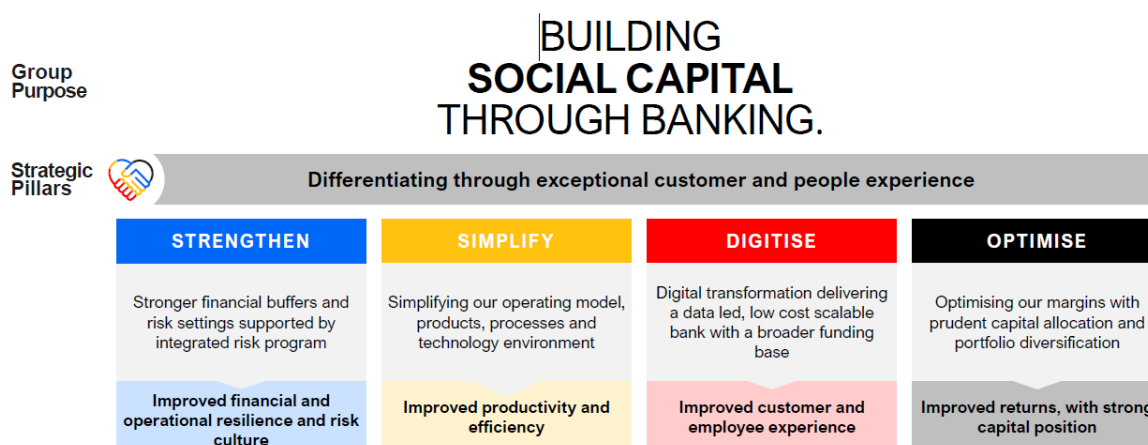 BUILDING
SOCIAL CAPITAL
THROUGH BANKING.
Group
Purpose
Strategic
Pillars
Differentiating through exceptional customer and people experience
STRENGTHEN
Stronger financial buffers and
risk settings supported by
integrated risk program
Improved financial and
operational resilience and risk
culture
SIMPLIFY
Simplifying our operating model,
products, processes and
technology environment
Improved productivity and
efficiency
DIGITISE
Digital transformation delivering
a data led, low cost scalable
bank with a broader funding
base
Improved customer and
employee experience
OPTIMISE
Optimising our margins with
prudent capital allocation and
portfolio diversification
Improved returns, with strong
capital position